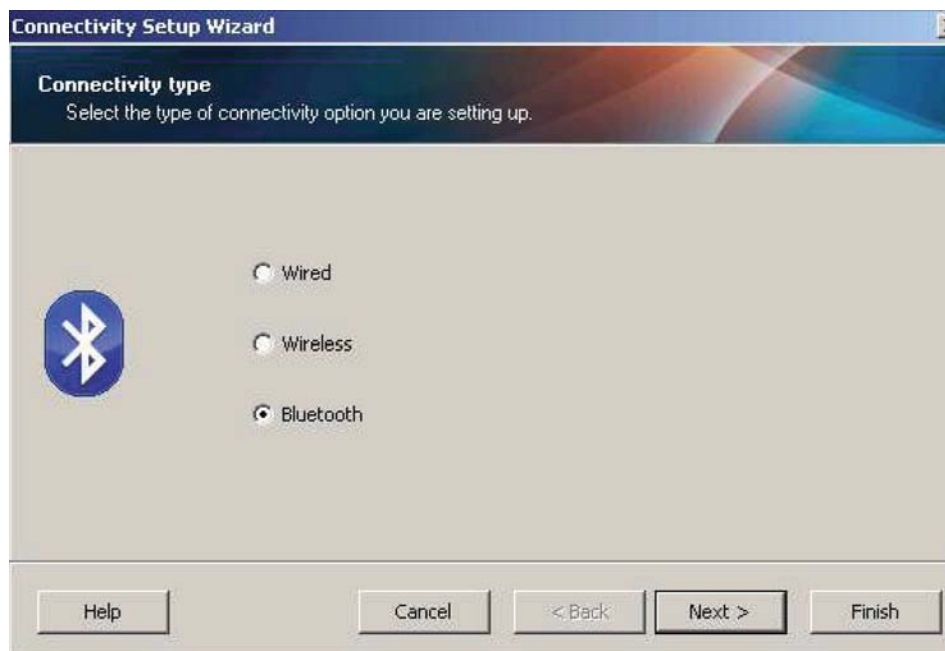 Connectivity Setup Wizard
Connectivity type
Select the type of connectivity option you are setting up.
Wired
Wireless
Bluetooth
Help Cancel < Back Next > Finish